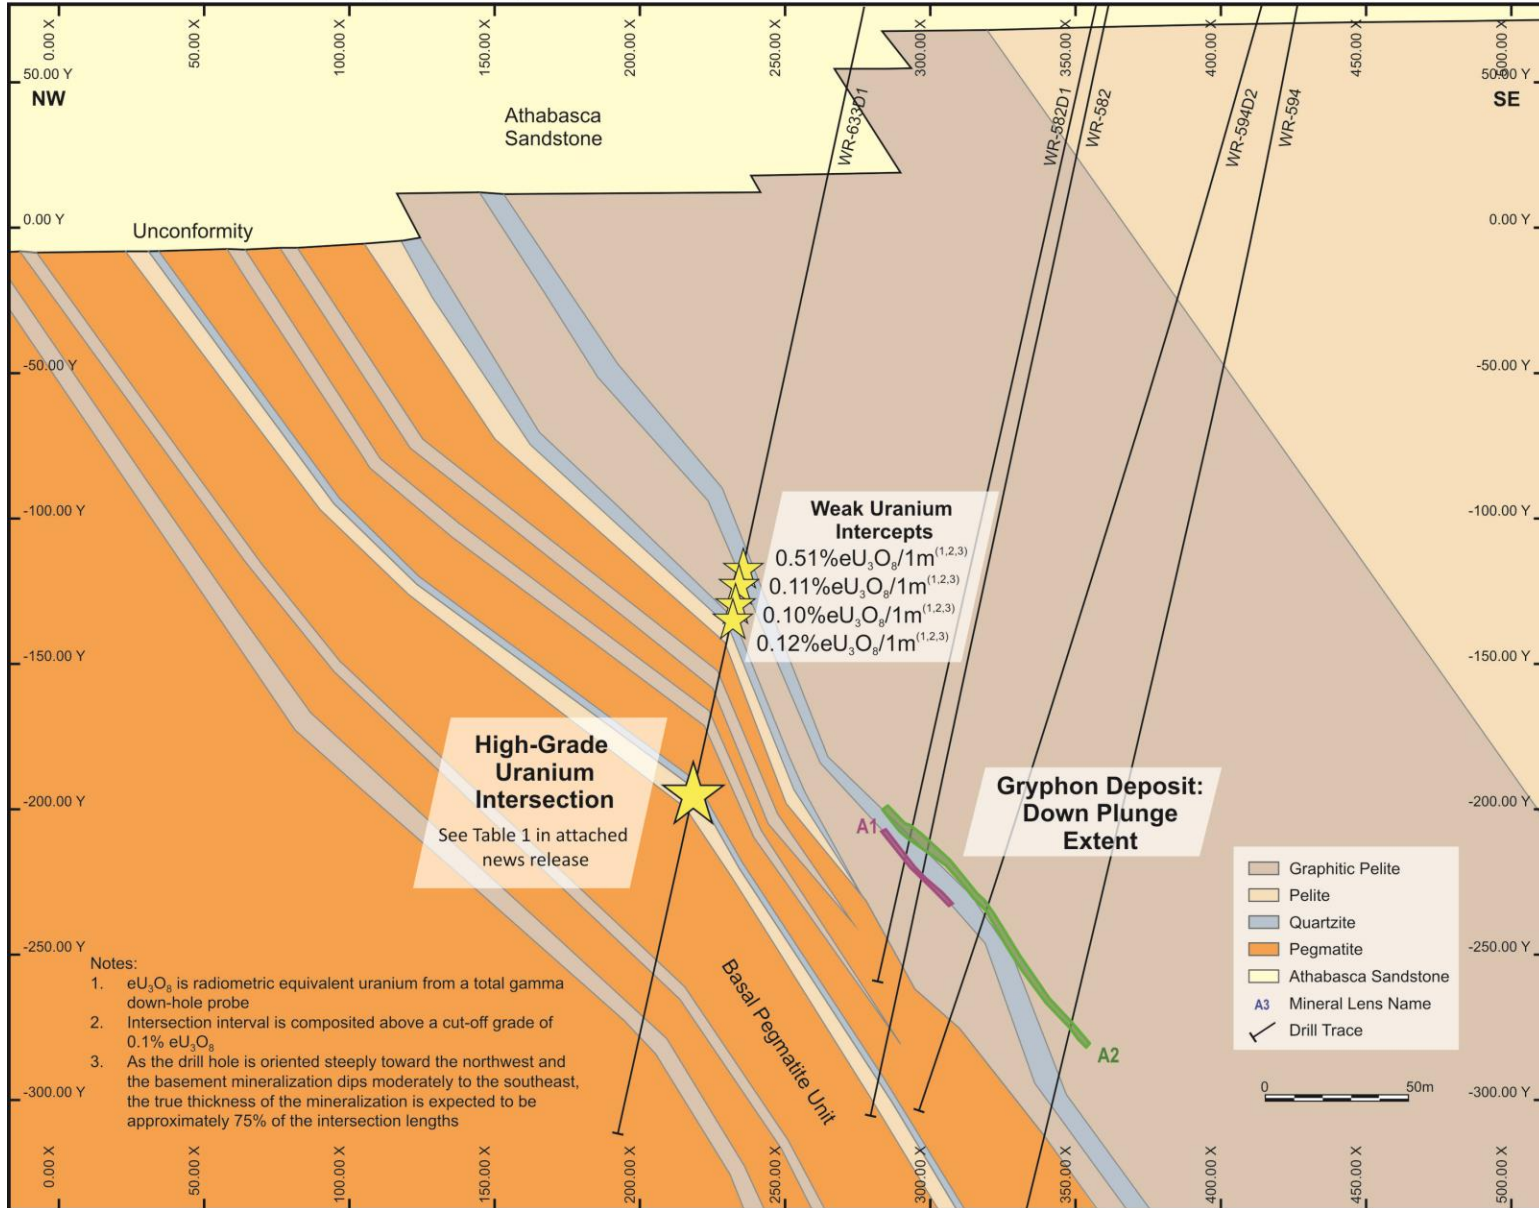 0.00 X
50.00 X
100.00 X
150.00 X
200.00 X
250.00 X
300.00 X
350.00 X
400.00 X
450.00 X
500.00 X
50.00 Y
50.00 Y
NW
SE
Athabasca
Sandstone
WR-633D1
WR-582D1
WR-582
WR-594D2
WR-594
0.00 Y
0.00 Y
Unconformity
-50.00 Y
-50.00 Y
-100.00 Y
-100.00 Y
Weak Uranium
Intercepts
0.51%eU₃O₈/1m⁽¹,²,³⁾
0.11%eU₃O₈/1m⁽¹,²,³⁾
0.10%eU₃O₈/1m⁽¹,²,³⁾
0.12%eU₃O₈/1m⁽¹,²,³⁾
-150.00 Y
-150.00 Y
High-Grade
Uranium
Intersection
See Table 1 in attached
news release
-200.00 Y
-200.00 Y
Gryphon Deposit:
Down Plunge
Extent
A1
A2
Graphitic Pelite
Pelite
Quartzite
Pegmatite
Athabasca Sandstone
A3 Mineral Lens Name
Drill Trace
0 50m
-250.00 Y
-250.00 Y
Basal Pegmatite Unit
Notes:
1. eU₃O₈ is radiometric equivalent uranium from a total gamma
down-hole probe
2. Intersection interval is composited above a cut-off grade of
0.1% eU₃O₈
3. As the drill hole is oriented steeply toward the northwest and
the basement mineralization dips moderately to the southeast,
the true thickness of the mineralization is expected to be
approximately 75% of the intersection lengths
-300.00 Y
-300.00 Y
0.00 X
50.00 X
100.00 X
150.00 X
200.00 X
250.00 X
300.00 X
350.00 X
400.00 X
450.00 X
500.00 X